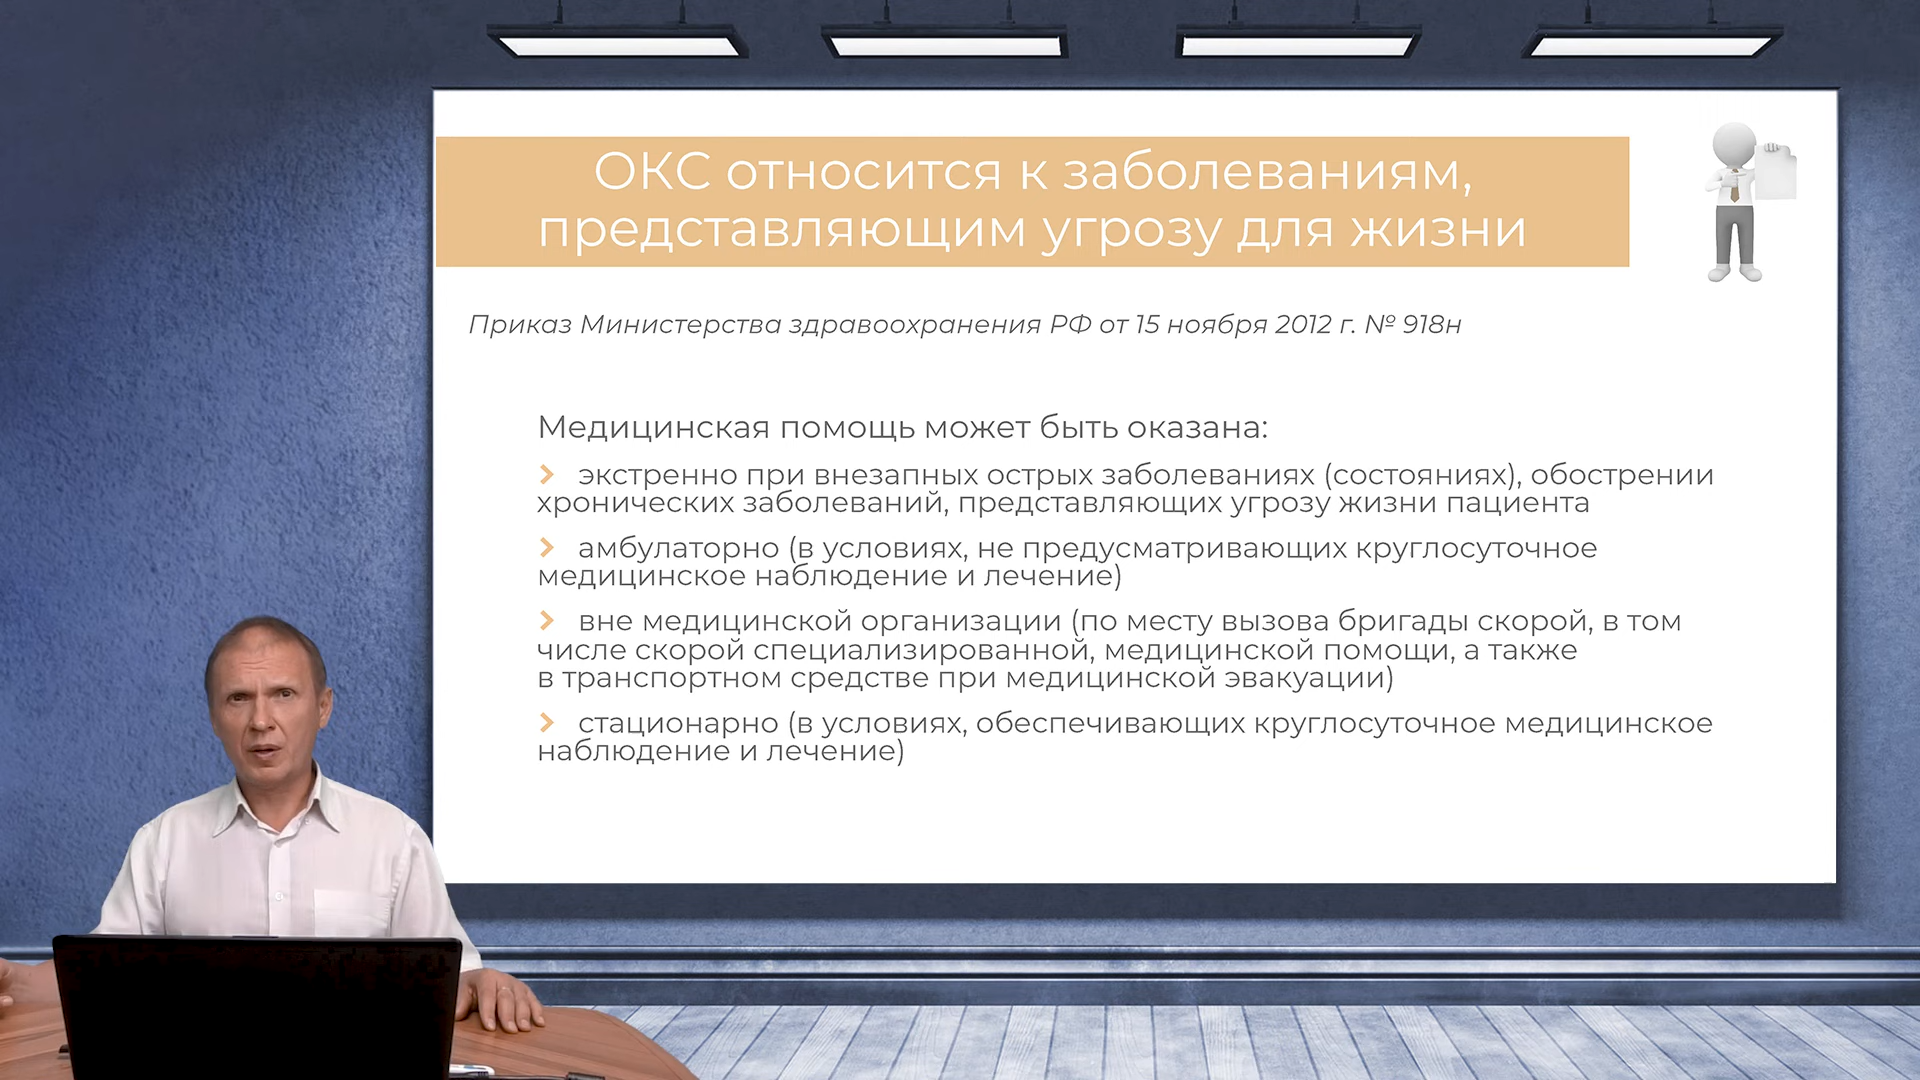 ОКС относится к заболеваниям,
представляющим угрозу для жизни
Приказ Министерства здравоохранения РФ от 15 ноября 2012 г. № 918н
Медицинская помощь может быть оказана:
экстренно при внезапных острых заболеваниях (состояниях), обострении
хронических заболеваний, представляющих угрозу жизни пациента
амбулаторно (в условиях, не предусматривающих круглосуточное
медицинское наблюдение и лечение)
вне медицинской организации (по месту вызова бригады скорой, в том
числе скорой специализированной, медицинской помощи, а также
в транспортном средстве при медицинской эвакуации)
стационарно (в условиях, обеспечивающих круглосуточное медицинское
наблюдение и лечение)